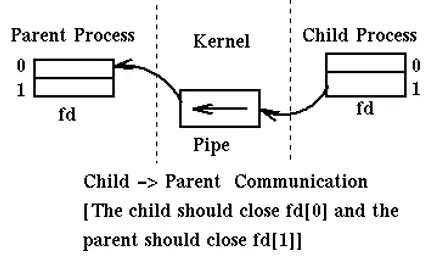 Parent Process
Kernel
Child Process
0
1
fd
0
1
fd
Pipe
Child -> Parent Communication
[The child should close fd[0] and the
parent should close fd[1]]